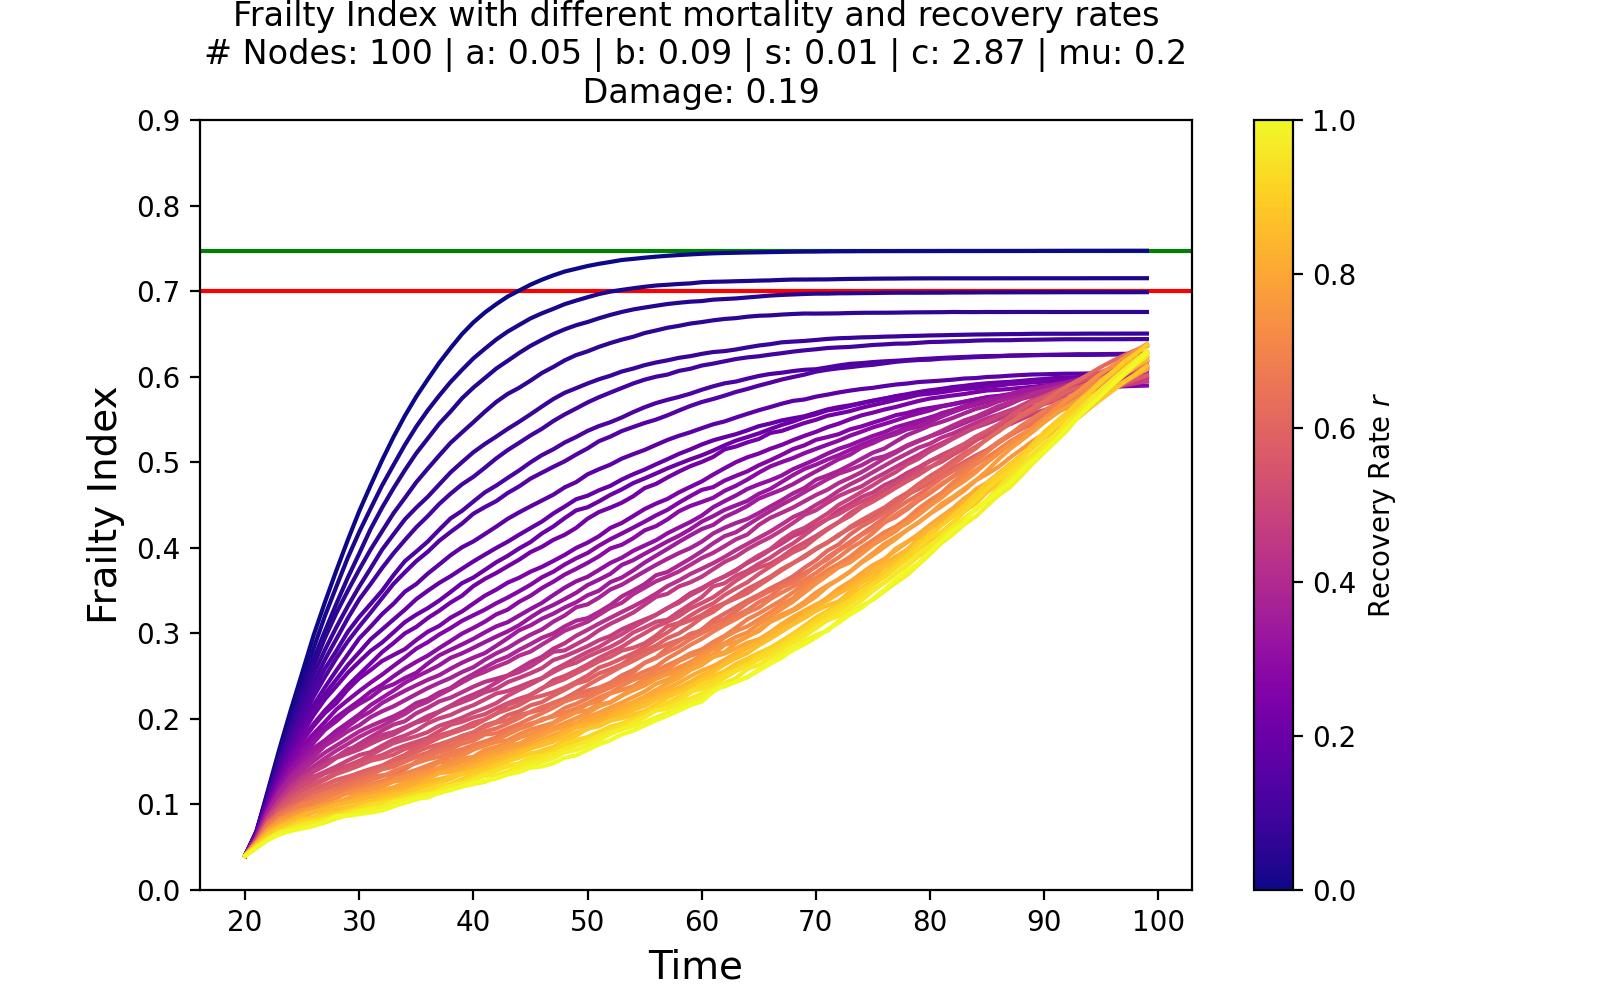 Frailty Index with different mortality and recovery rates
# Nodes: 100 | a: 0.05 | b: 0.09 | s: 0.01 | c: 2.87 | mu: 0.2
Damage: 0.19
0.9
0.8
0.7
0.6
0.5
0.4
0.3
0.2
0.1
0.0
Frailty Index
20 30 40 50 60 70 80 90 100
Time
1.0
0.8
0.6
0.4
0.2
0.0
Recovery Rate r